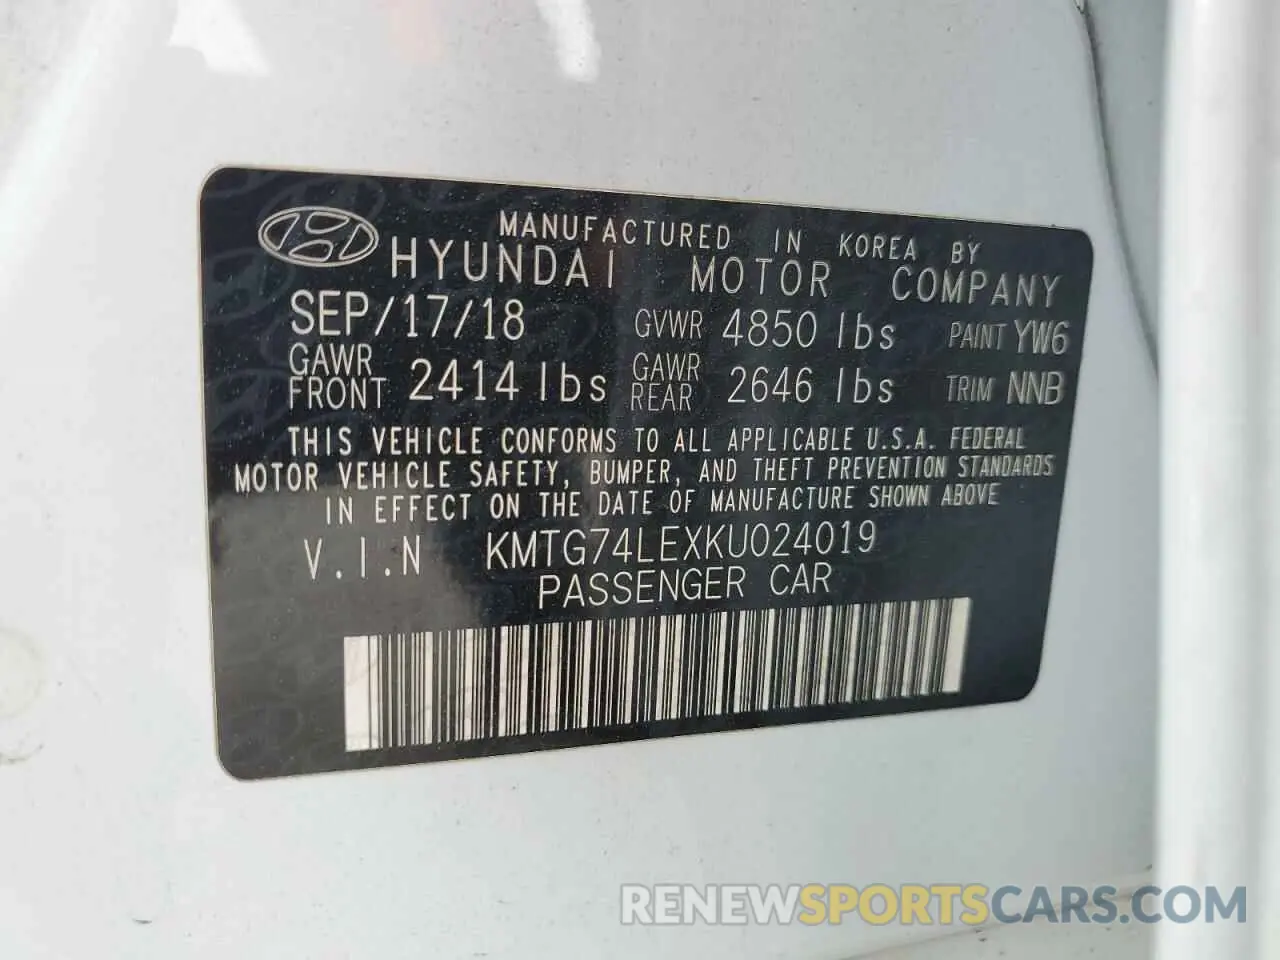 MANUFACTURED IN KOREA BY
HYUNDAI MOTOR COMPANY
SEP/17/18 GVWR 4850 lbs PAINT YW6
GAWR FRONT 2414 lbs GAWR REAR 2646 lbs TRIM NNB
THIS VEHICLE CONFORMS TO ALL APPLICABLE U.S.A. FEDERAL
MOTOR VEHICLE SAFETY, BUMPER, AND THEFT PREVENTION STANDARDS
IN EFFECT ON THE DATE OF MANUFACTURE SHOWN ABOVE
V.I.N KMTG74LEXKU024019
PASSENGER CAR
RENEWSPORTSCARS.COM